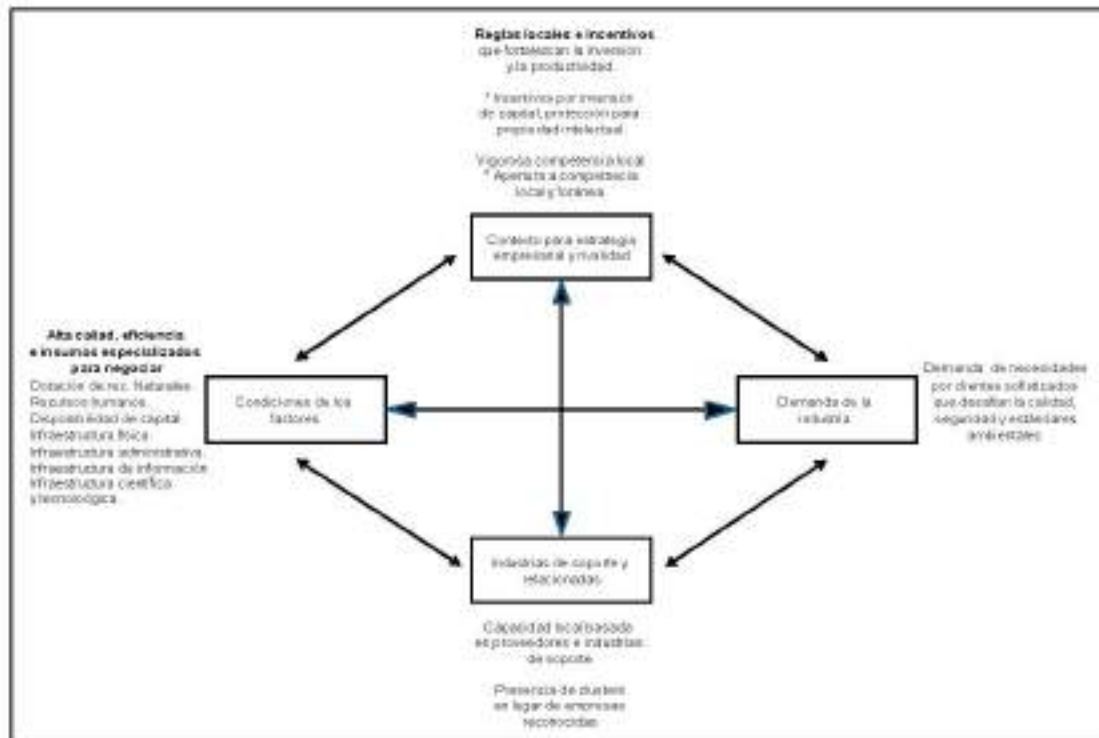 Reglas locales e incentivos
que fortalezcan la inversión
y la productividad.
* Incentivos por inversión
de capital, protección para
propiedad intelectual.
Vigorosa competencia local
* Apertura a competencia
local y foránea
Contexto para estrategia
empresarial y rivalidad
Alta calidad, eficiencia
e insumos especializados
para negociar
Dotación de rec. Naturales
Recursos humanos
Disponibilidad de capital
Infraestructura física
Infraestructura administrativa
Infraestructura de información
Infraestructura científica
y tecnológica.
Condiciones de los
factores
Demanda de la
industria
Demanda de necesidades
por clientes sofisticados
que desafían la calidad,
seguridad y estándares
ambientales
Industrias de soporte y
relacionadas
Capacidad local basada
en proveedores e industrias
de soporte
Presencia de clusters
en lugar de empresas
reconocidas